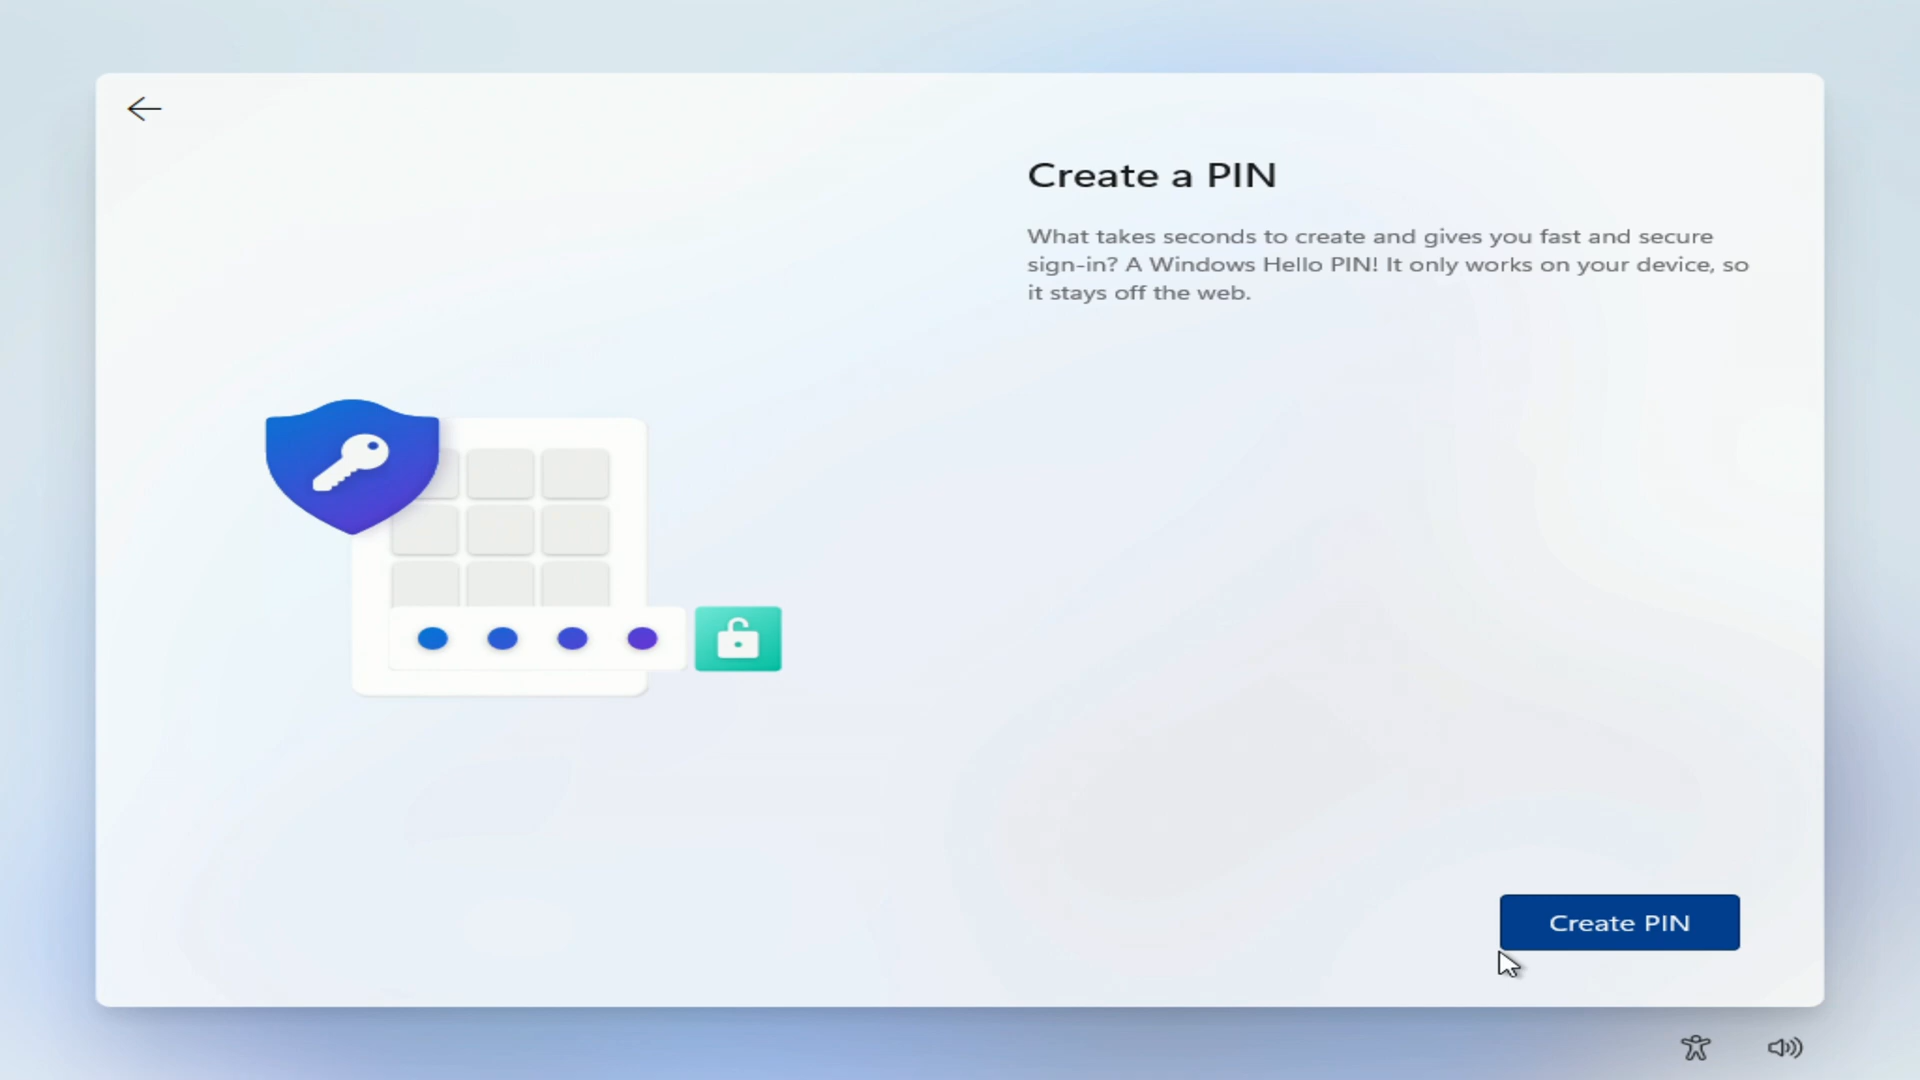 Create a PIN
What takes seconds to create and gives you fast and secure
sign-in? A Windows Hello PIN! It only works on your device, so
it stays off the web.
Create PIN